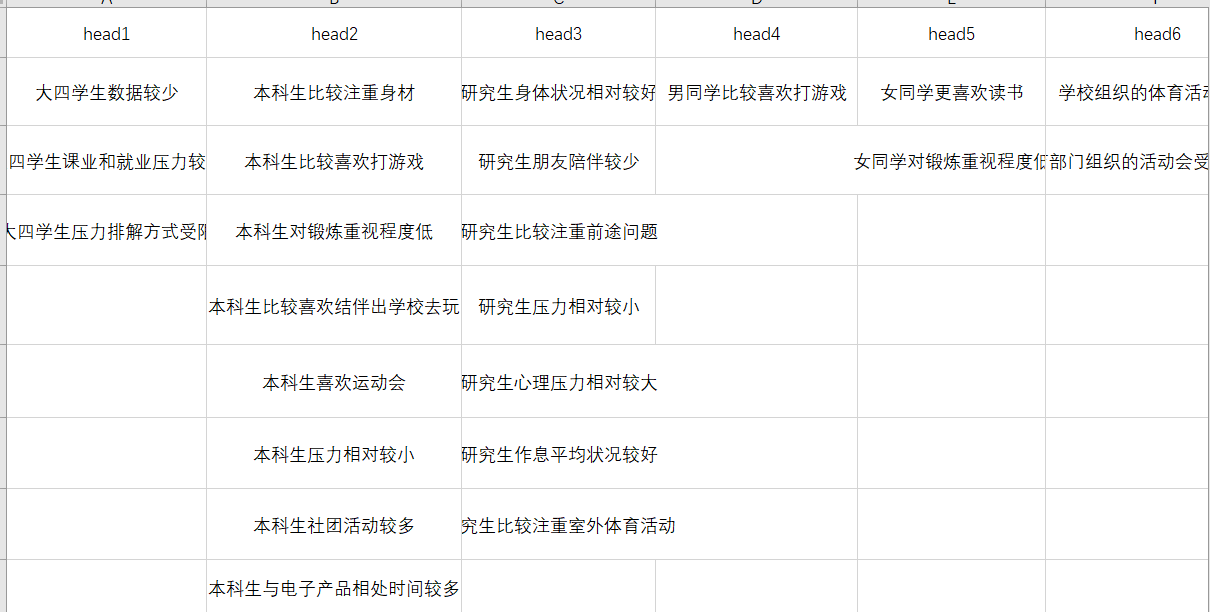 head1 head2 head3 head4 head5 head6
大四学生数据较少 本科生比较注重身材 研究生身体状况相对较好 男同学比较喜欢打游戏 女同学更喜欢读书 学校组织的体育活动
四学生课业和就业压力较 本科生比较喜欢打游戏 研究生朋友陪伴较少 女同学对锻炼重视程度低 部门组织的活动会受
大四学生压力排解方式受限 本科生对锻炼重视程度低 研究生比较注重前途问题
本科生比较喜欢结伴出学校去玩 研究生压力相对较小
本科生喜欢运动会 研究生心理压力相对较大
本科生压力相对较小 研究生作息平均状况较好
本科生社团活动较多 究生比较注重室外体育活动
本科生与电子产品相处时间较多